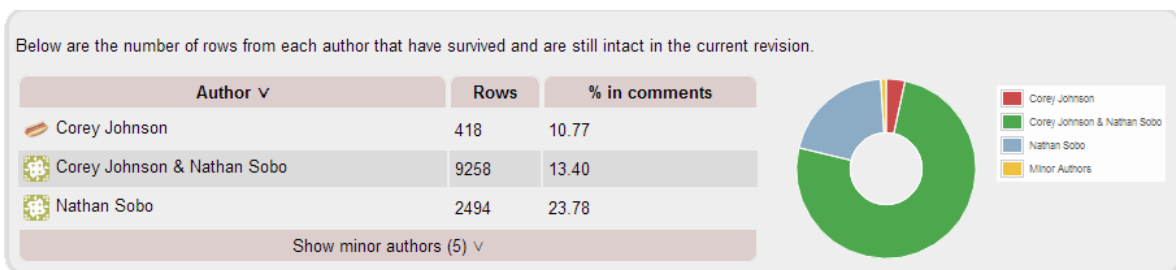 Below are the number of rows from each author that have survived and are still intact in the current revision.
Author ∨ Rows % in comments
Corey Johnson 418 10.77
Corey Johnson & Nathan Sobo 9258 13.40
Nathan Sobo 2494 23.78
Show minor authors (5) ∨
Corey Johnson
Corey Johnson & Nathan Sobo
Nathan Sobo
Minor Authors